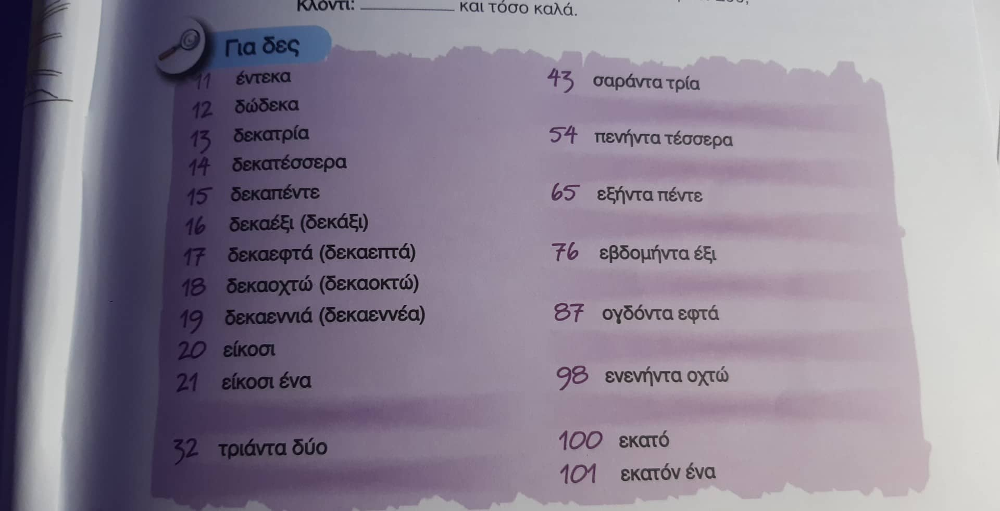 Κλόντι: __________ και τόσο καλά.
Για δες
11 έντεκα
12 δώδεκα
13 δεκατρία
14 δεκατέσσερα
15 δεκαπέντε
16 δεκαέξι (δεκάξι)
17 δεκαεφτά (δεκαεπτά)
18 δεκαοχτώ (δεκαοκτώ)
19 δεκαεννιά (δεκαεννέα)
20 είκοσι
21 είκοσι ένα
32 τριάντα δύο
43 σαράντα τρία
54 πενήντα τέσσερα
65 εξήντα πέντε
76 εβδομήντα έξι
87 ογδόντα εφτά
98 ενενήντα οχτώ
100 εκατό
101 εκατόν ένα